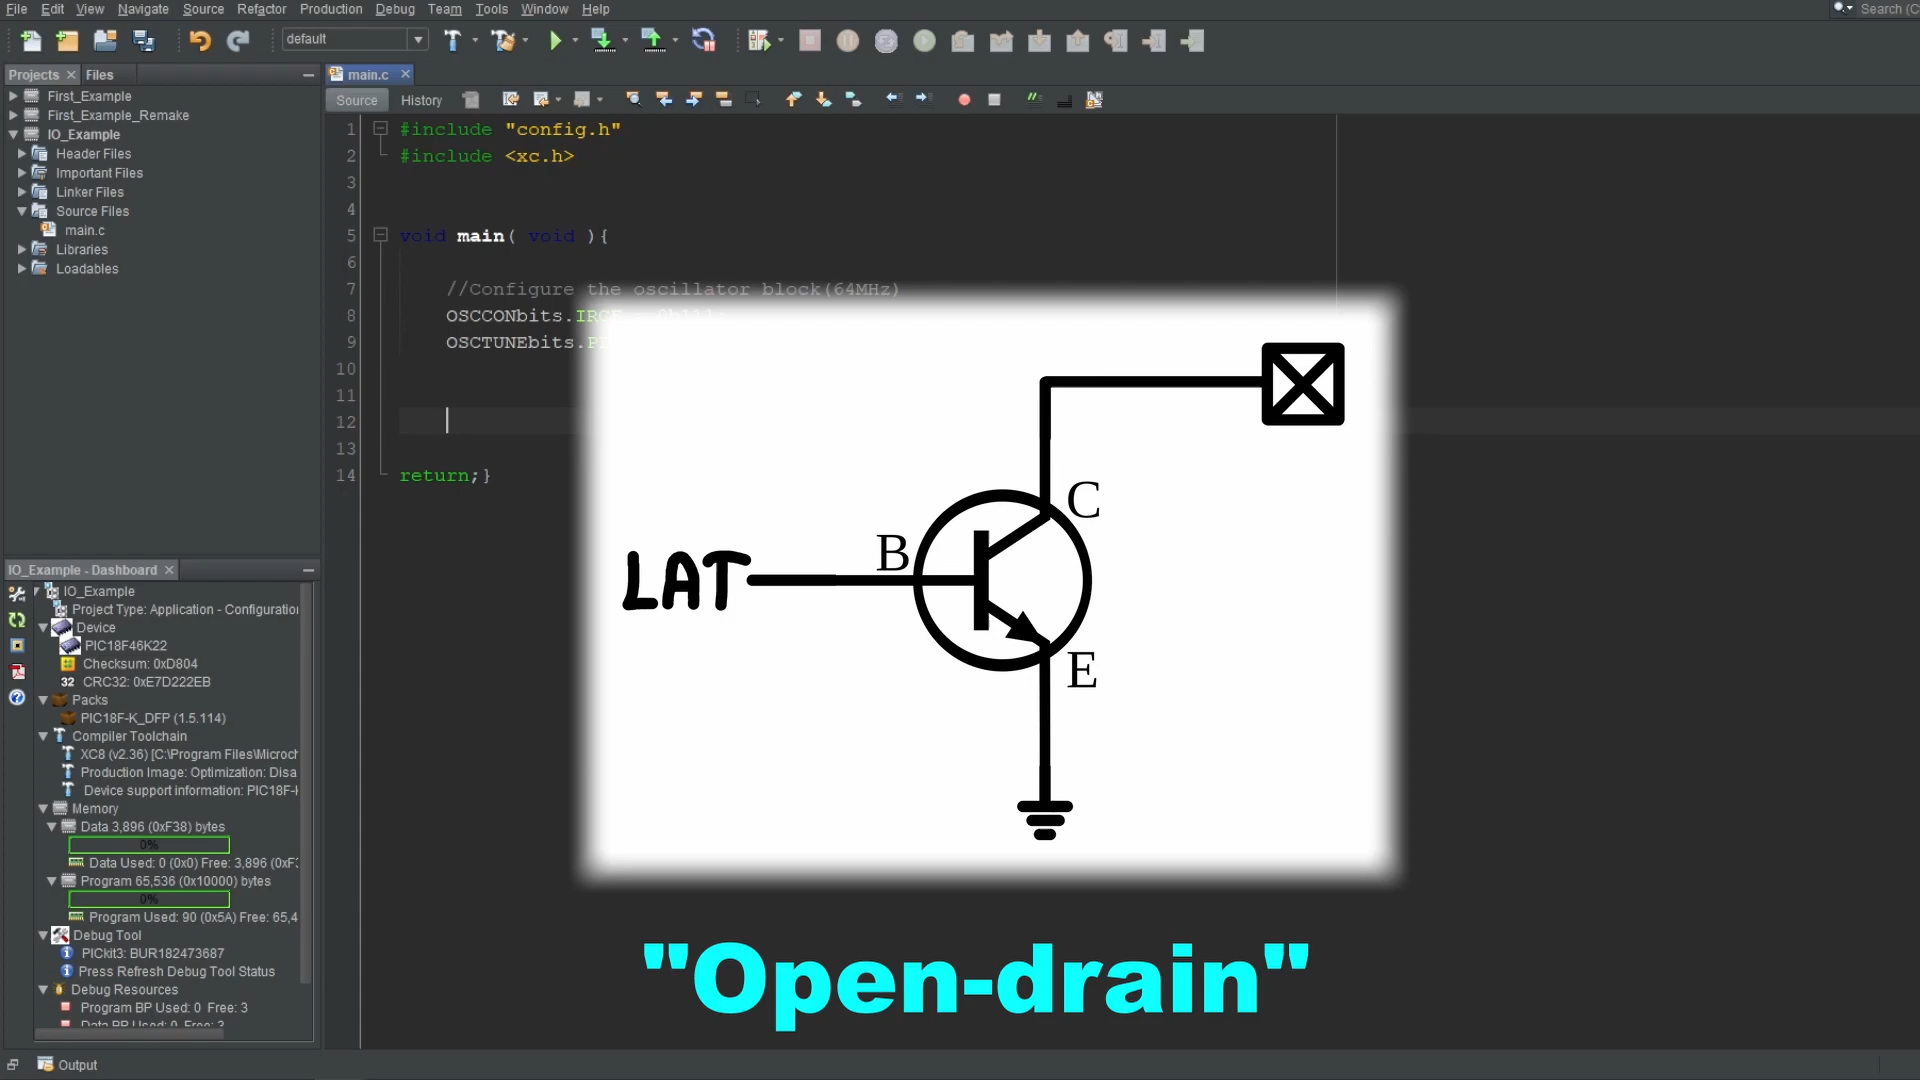 File Edit View Navigate Source Refactor Production Debug Team Tools Window Help
Search (C
default
Projects Files
main.c
Source History
First_Example
First_Example_Remake
IO_Example
Header Files
Important Files
Linker Files
Source Files
main.c
Libraries
Loadables
1 #include "config.h"
2 #include <xc.h>
3
4
5 void main( void ){
6
7 //Configure the oscillator block(64MHz)
8 OSCCONbits.IRCF = 0b111;
9 OSCTUNEbits.P
10
11
12
13
14 return;}
C
B
LAT
E
"Open-drain"
IO_Example - Dashboard
IO_Example
Project Type: Application - Configuration
Device
PIC18F46K22
Checksum: 0xD804
32 CRC32: 0xE7D222EB
Packs
PIC18F-K_DFP (1.5.114)
Compiler Toolchain
XC8 (v2.36) [C:\Program Files\Microch
Production Image: Optimization: Disa
Device support information: PIC18F-K
Memory
Data 3,896 (0xF38) bytes
0%
Data Used: 0 (0x0) Free: 3,896 (0xF3
Program 65,536 (0x10000) bytes
0%
Program Used: 90 (0x5A) Free: 65,4
Debug Tool
PICkit3: BUR182473687
Press Refresh Debug Tool Status
Debug Resources
Program BP Used: 0 Free: 3
Data BP Used: 0 Free: 3
Output